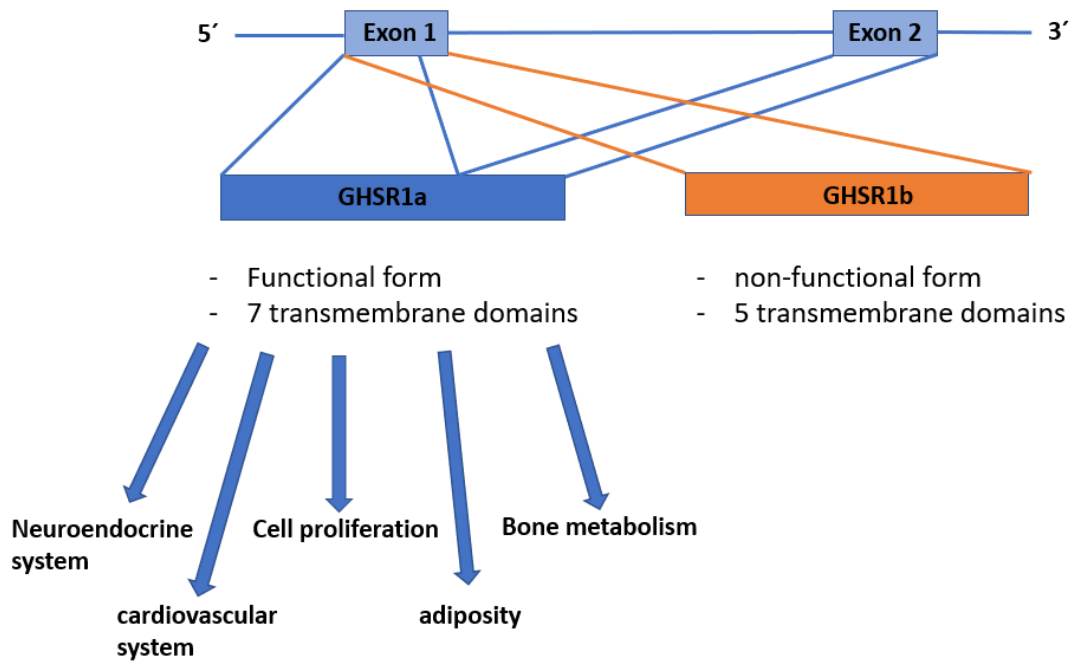 5´ Exon 1 Exon 2 3´
GHSR1a GHSR1b
- Functional form
- 7 transmembrane domains
- non-functional form
- 5 transmembrane domains
Neuroendocrine
system
cardiovascular
system
Cell proliferation
adiposity
Bone metabolism